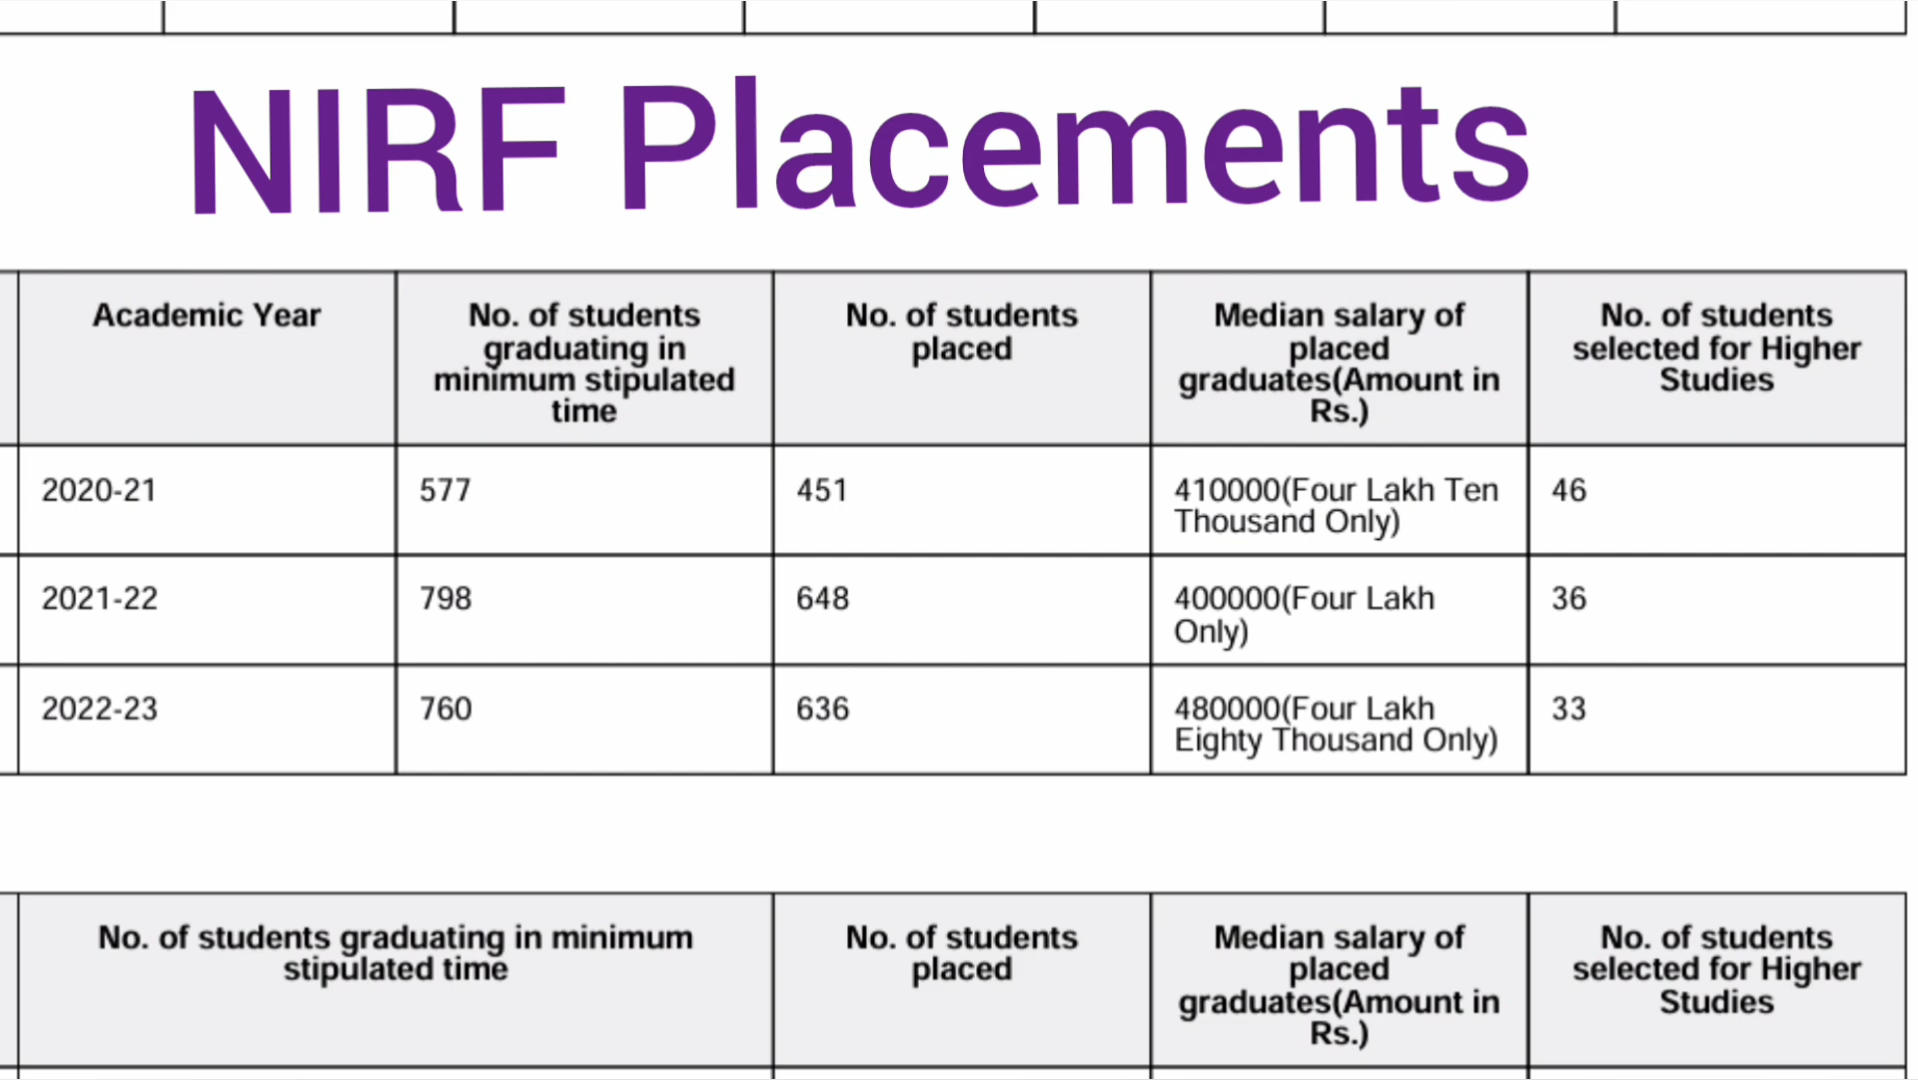 NIRF Placements
Academic Year
No. of students
graduating in
minimum stipulated
time
No. of students
placed
Median salary of
placed
graduates(Amount in
Rs.)
No. of students
selected for Higher
Studies
2020-21
577
451
410000(Four Lakh Ten
Thousand Only)
46
2021-22
798
648
400000(Four Lakh
Only)
36
2022-23
760
636
480000(Four Lakh
Eighty Thousand Only)
33
No. of students graduating in minimum
stipulated time
No. of students
placed
Median salary of
placed
graduates(Amount in
Rs.)
No. of students
selected for Higher
Studies